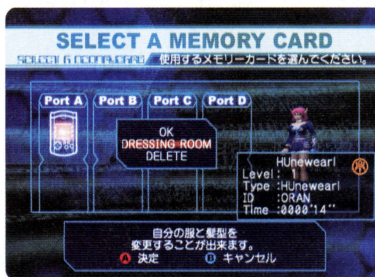 SELECT A MEMORY CARD
使用するメモリーカードを選んでください。
Port A
Port B
Port C
Port D
OK
DRESSING ROOM
DELETE
HUnewearl
Level: 1
Type :HUnewearl
ID :ORAN
Time :0000'14''
自分の服と髪型を
変更することが出来ます。
A 決定
B キャンセル